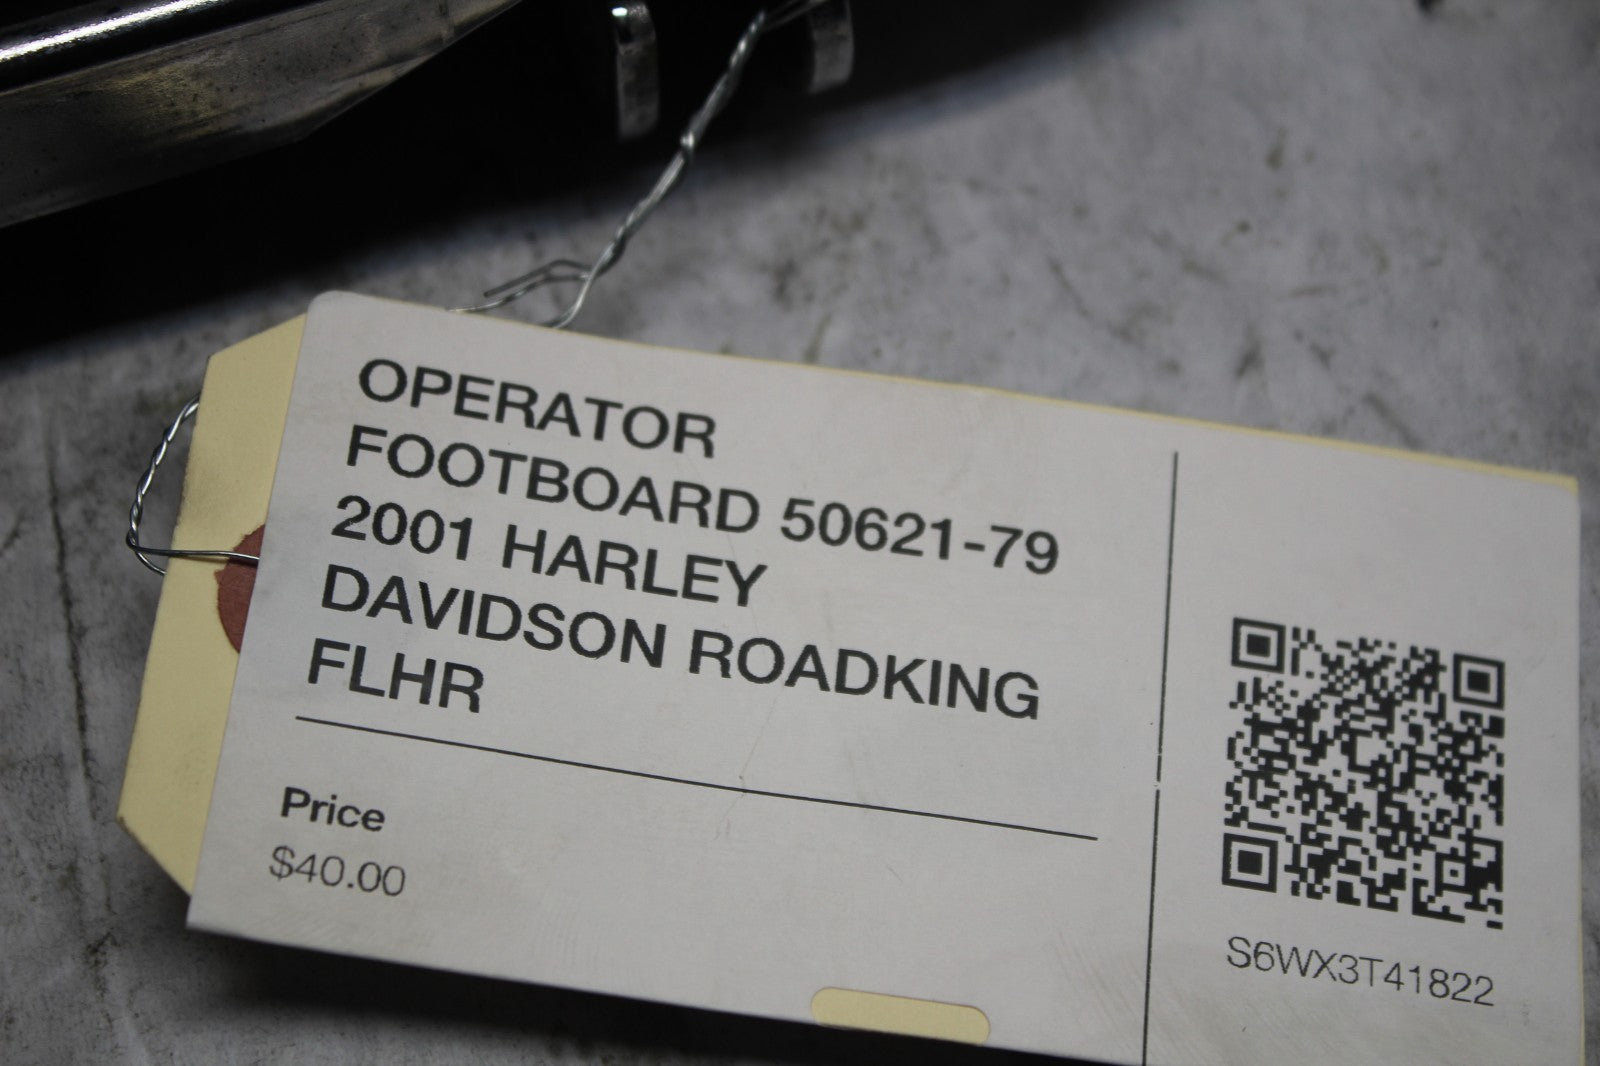 OPERATOR
FOOTBOARD 50621-79
2001 HARLEY
DAVIDSON ROADKING
FLHR
Price
$40.00
S6WX3T41822